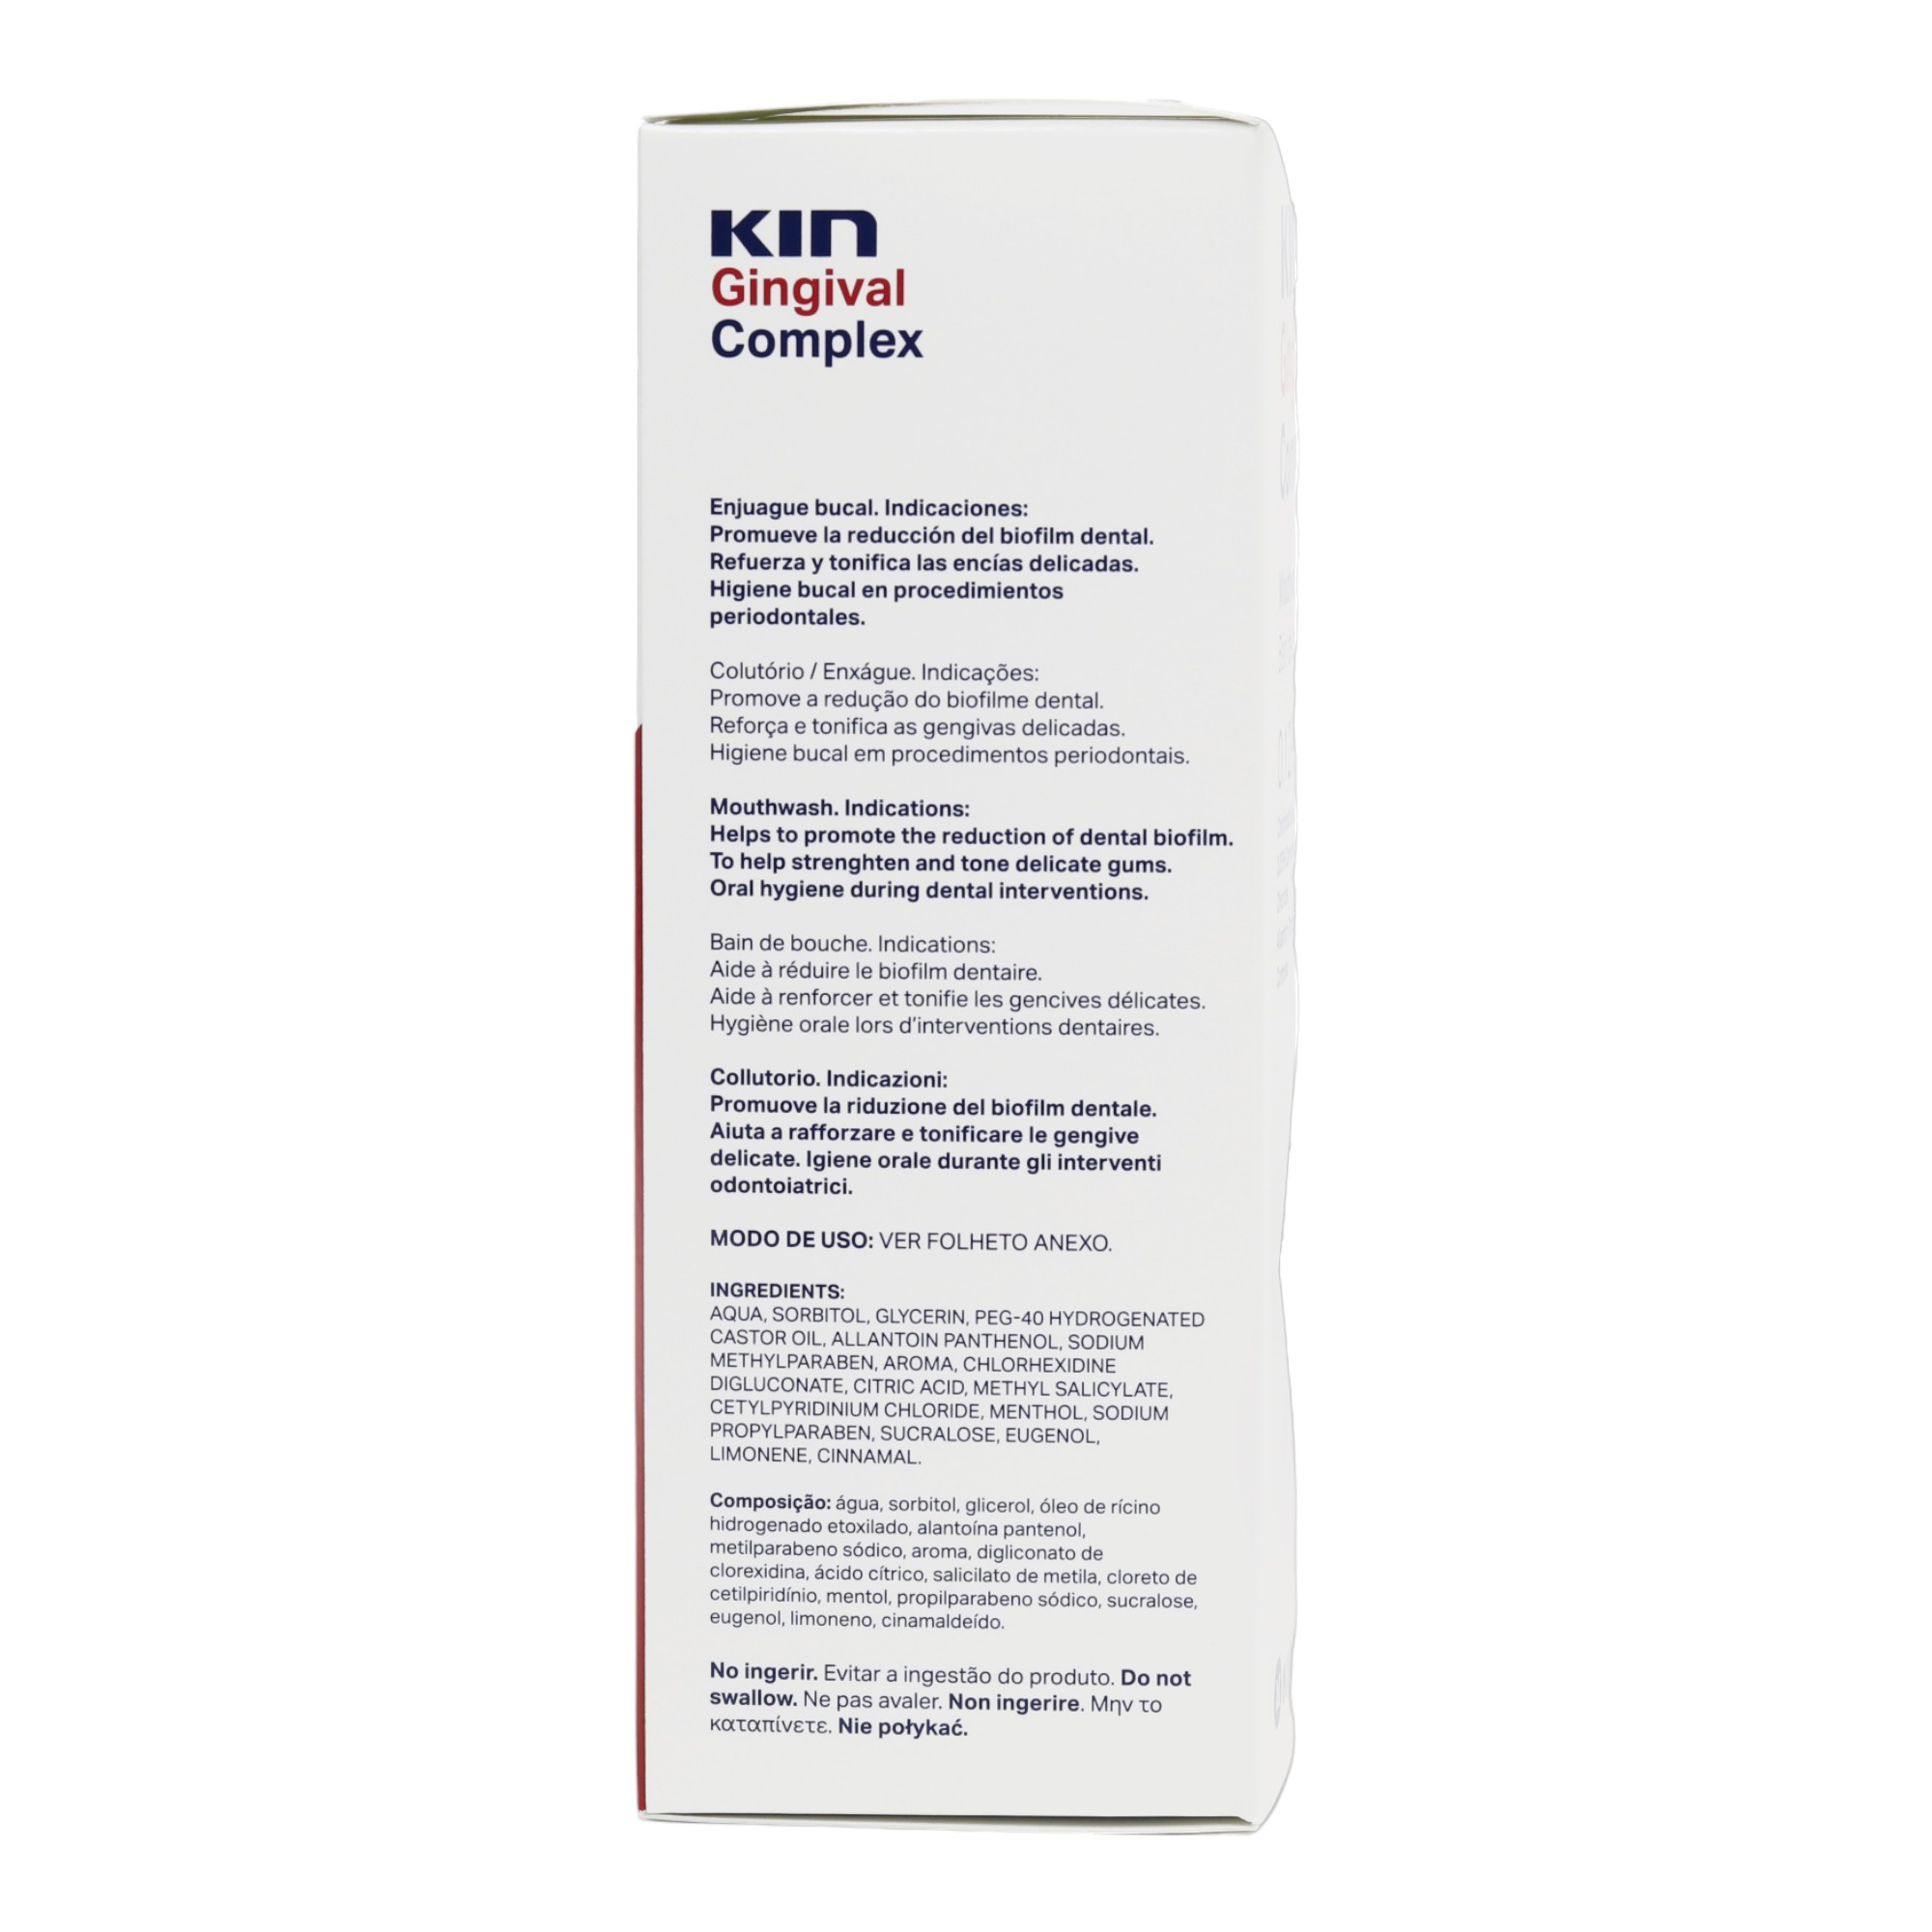 KIN
Gingival
Complex
Enjuague bucal. Indicaciones:
Promueve la reducción del biofilm dental.
Refuerza y tonifica las encías delicadas.
Higiene bucal en procedimientos
periodontales.
Colutório / Enxágue. Indicações:
Promove a redução do biofilme dental.
Reforça e tonifica as gengivas delicadas.
Higiene bucal em procedimentos periodontais.
Mouthwash. Indications:
Helps to promote the reduction of dental biofilm.
To help strenghten and tone delicate gums.
Oral hygiene during dental interventions.
Bain de bouche. Indications:
Aide à réduire le biofilm dentaire.
Aide à renforcer et tonifie les gencives délicates.
Hygiène orale lors d'interventions dentaires.
Collutorio. Indicazioni:
Promuove la riduzione del biofilm dentale.
Aiuta a rafforzare e tonificare le gengive
delicate. Igiene orale durante gli interventi
odontoiatrici.
MODO DE USO: VER FOLHETO ANEXO.
INGREDIENTS:
AQUA, SORBITOL, GLYCERIN, PEG-40 HYDROGENATED
CASTOR OIL, ALLANTOIN PANTHENOL, SODIUM
METHYLPARABEN, AROMA, CHLORHEXIDINE
DIGLUCONATE, CITRIC ACID, METHYL SALICYLATE,
CETYLPYRIDINIUM CHLORIDE, MENTHOL, SODIUM
PROPYLPARABEN, SUCRALOSE, EUGENOL,
LIMONENE, CINNAMAL.
Composição: água, sorbitol, glicerol, óleo de rícino
hidrogenado etoxilado, alantoína pantenol,
metilparabeno sódico, aroma, digliconato de
clorexidina, ácido cítrico, salicilato de metila, cloreto de
cetilpiridínio, mentol, propilparabeno sódico, sucralose,
eugenol, limoneno, cinamaldeído.
No ingerir. Evitar a ingestão do produto. Do not
swallow. Ne pas avaler. Non ingerire. Μην το
καταπίνετε. Nie połykać.